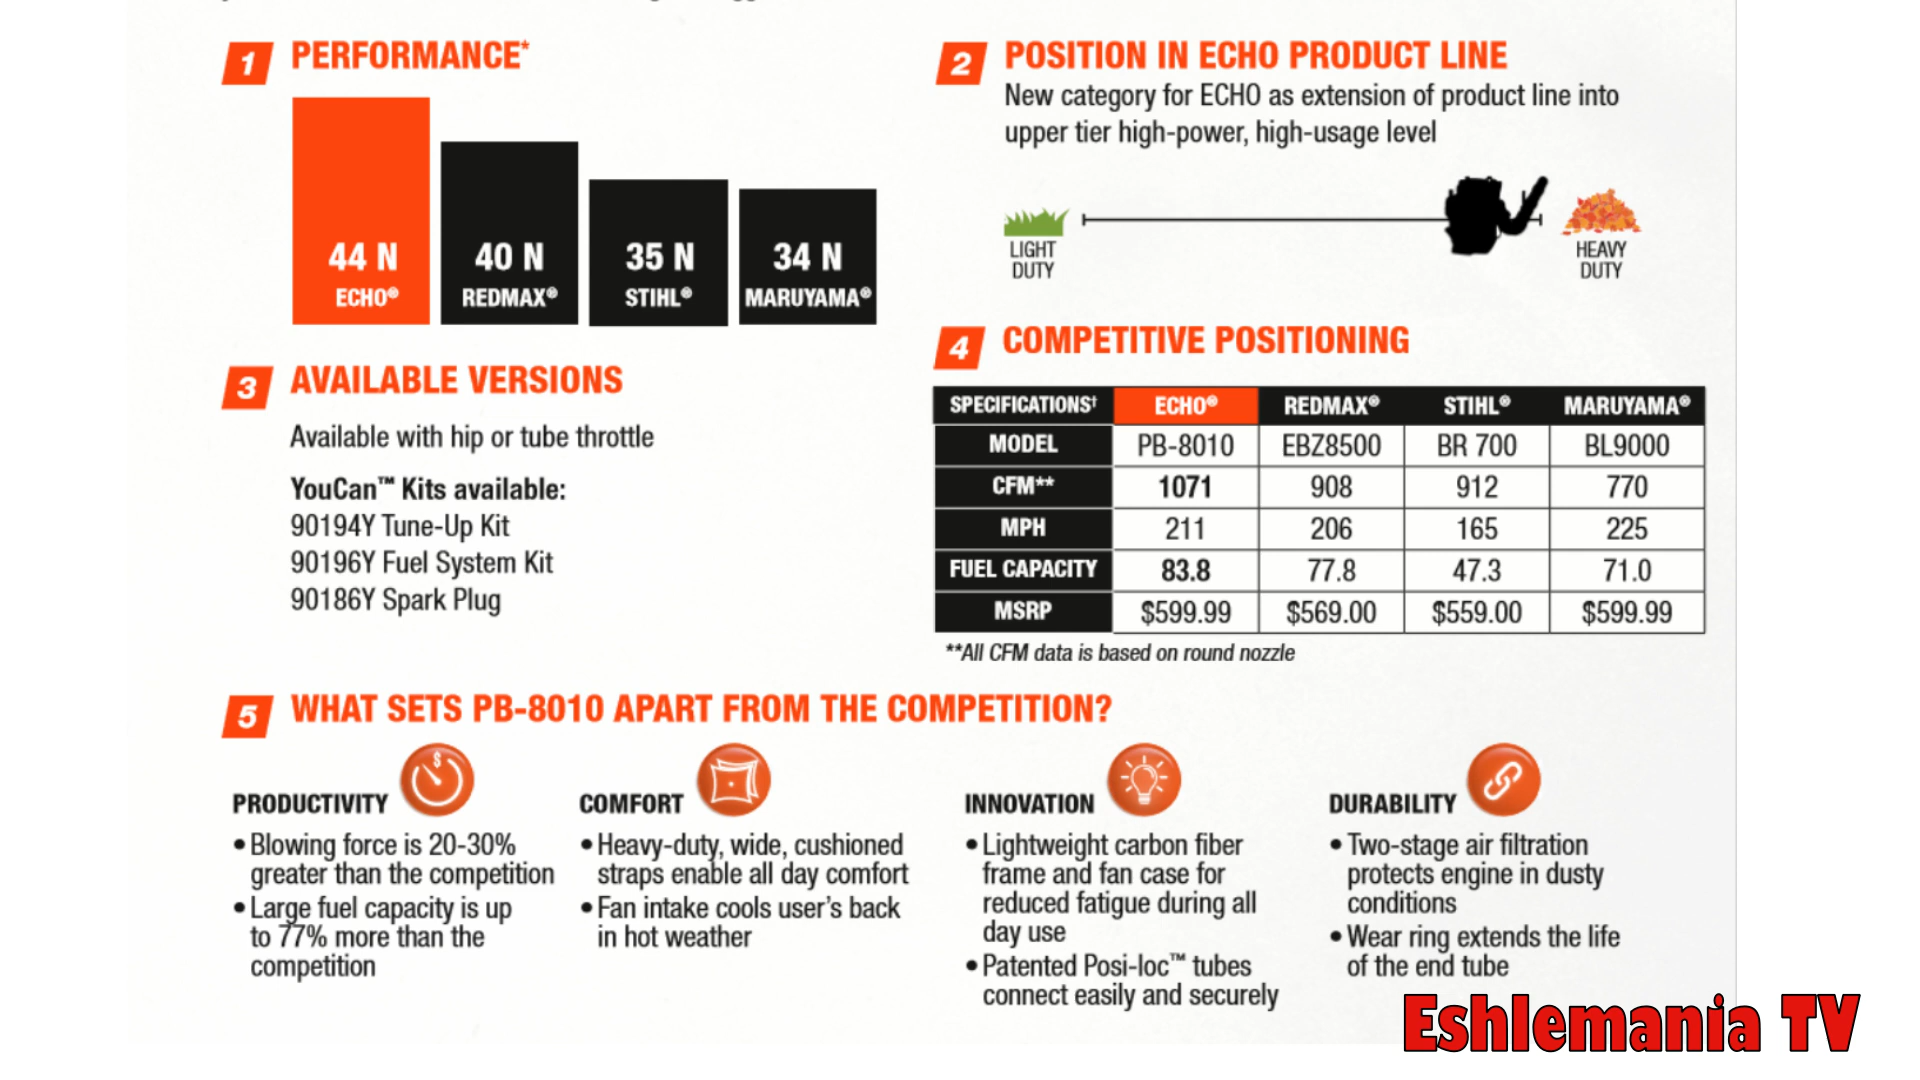 1 PERFORMANCE*
44 N
ECHO®
40 N
REDMAX®
35 N
STIHL®
34 N
MARUYAMA®
2 POSITION IN ECHO PRODUCT LINE
New category for ECHO as extension of product line into
upper tier high-power, high-usage level
LIGHT
DUTY
HEAVY
DUTY
3 AVAILABLE VERSIONS
Available with hip or tube throttle
YouCan™ Kits available:
90194Y Tune-Up Kit
90196Y Fuel System Kit
90186Y Spark Plug
4 COMPETITIVE POSITIONING
SPECIFICATIONS† ECHO® REDMAX® STIHL® MARUYAMA®
MODEL PB-8010 EBZ8500 BR 700 BL9000
CFM** 1071 908 912 770
MPH 211 206 165 225
FUEL CAPACITY 83.8 77.8 47.3 71.0
MSRP $599.99 $569.00 $559.00 $599.99
**All CFM data is based on round nozzle
5 WHAT SETS PB-8010 APART FROM THE COMPETITION?
PRODUCTIVITY
$
• Blowing force is 20-30%
greater than the competition
• Large fuel capacity is up
to 77% more than the
competition
COMFORT
• Heavy-duty, wide, cushioned
straps enable all day comfort
• Fan intake cools user's back
in hot weather
INNOVATION
• Lightweight carbon fiber
frame and fan case for
reduced fatigue during all
day use
• Patented Posi-loc™ tubes
connect easily and securely
DURABILITY
• Two-stage air filtration
protects engine in dusty
conditions
• Wear ring extends the life
of the end tube
Eshlemania TV